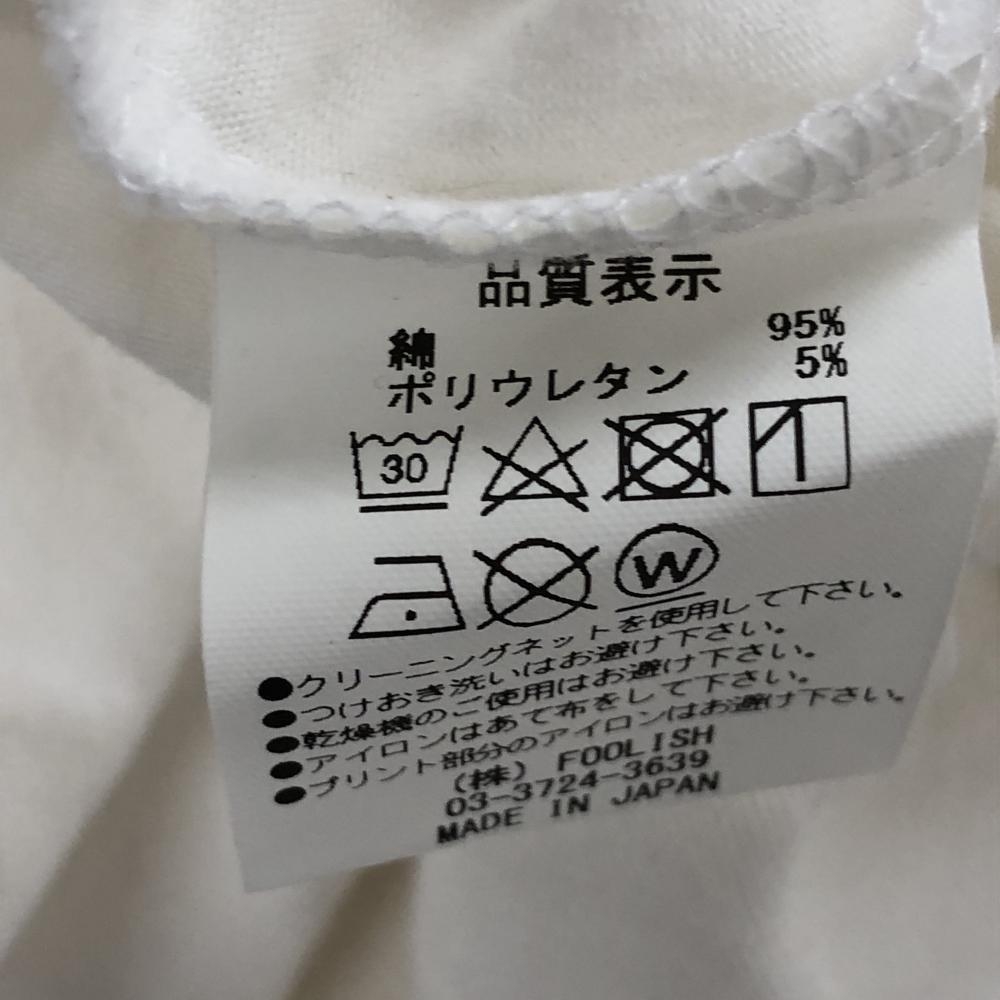 品質表示
綿 95%
ポリウレタン 5%
30
W
●クリーニングネットを使用して下さい。
●つけおき洗いはお避け下さい。
●乾燥機のご使用はお避け下さい。
●アイロンはあて布をして下さい。
●プリント部分のアイロンはお避け下さい。
(株) FOOLISH
03-3724-3639
MADE IN JAPAN